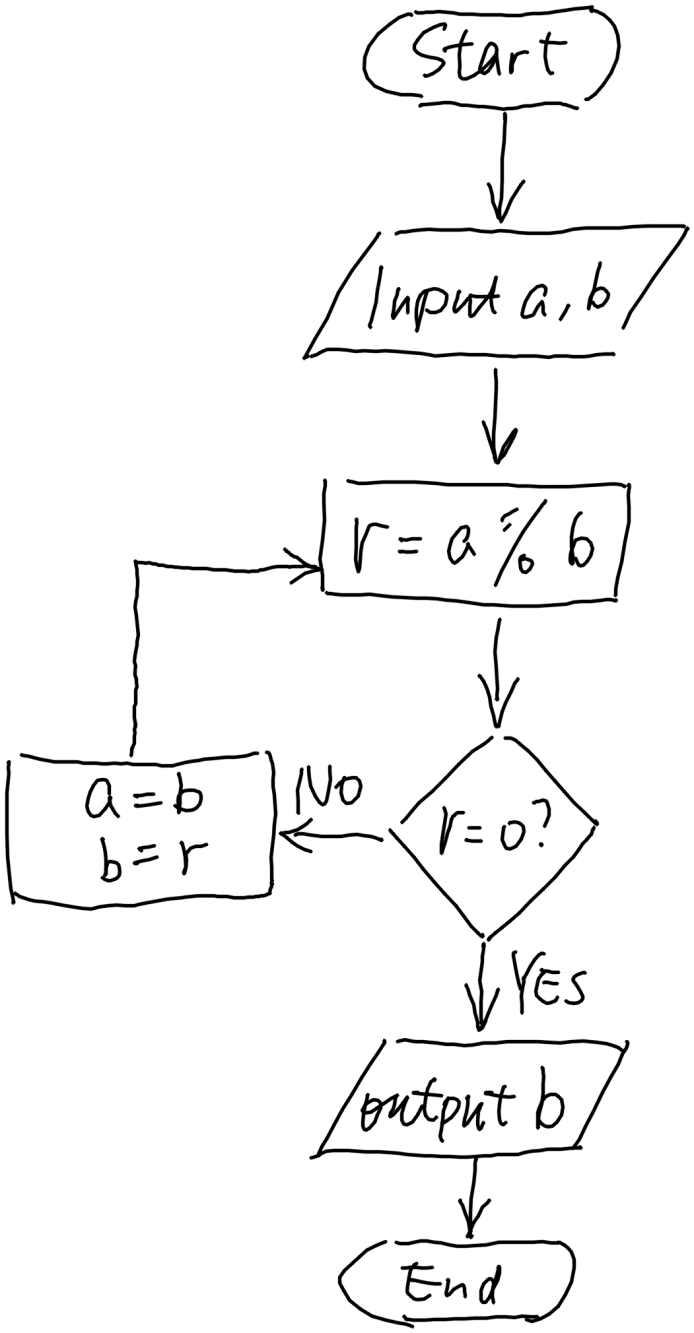 Start
Input a, b
r = a % b
r = 0?
NO
a = b
b = r
YES
output b
End